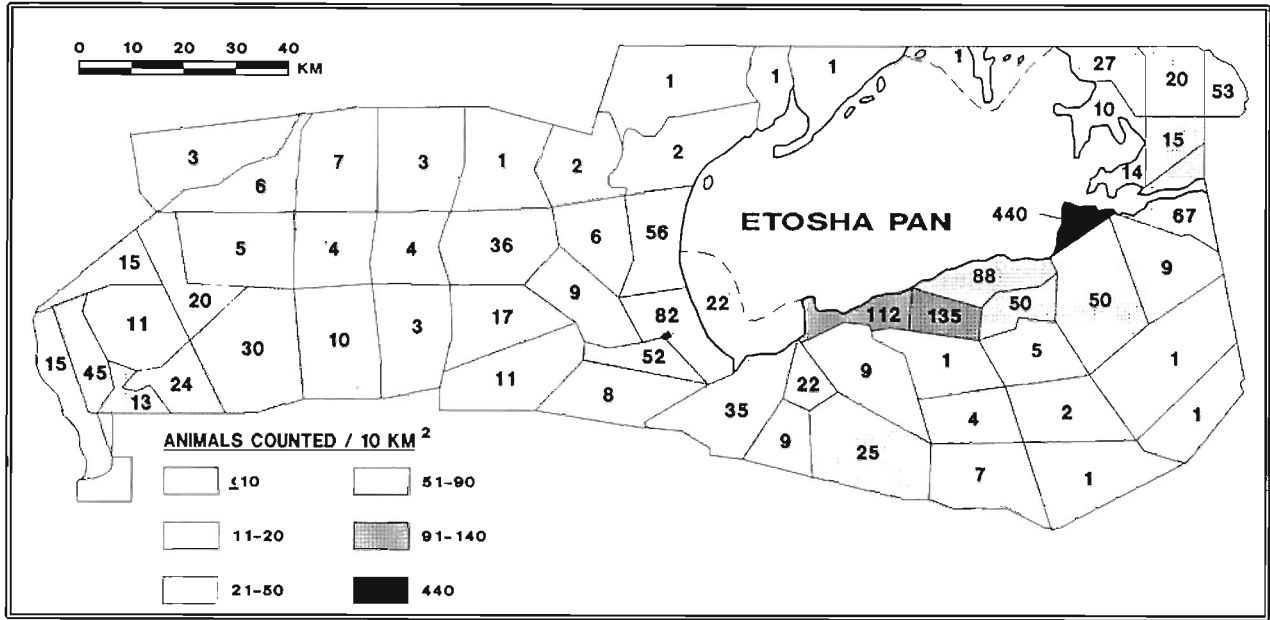 0 10 20 30 40
KM
1 1 1 1 27 20 53
10
3 7 3 1 2 2 15
6 14
ETOSHA PAN 440 67
5 4 4 36 6 56
15 9
88
20 9 22 50 50
11 82 112 135
30 10 3 17
15 45 52 5 1
24 11 9 1
13 8 22
35 4 2 1
9 25
7 1
ANIMALS COUNTED / 10 KM 2
≤10 51-90
11-20 91-140
21-50 440